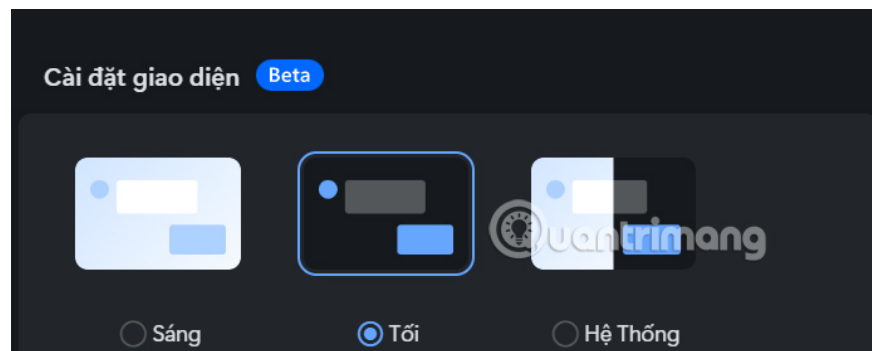 Cài đặt giao diện Beta
Quantrimang
Sáng Tối Hệ Thống